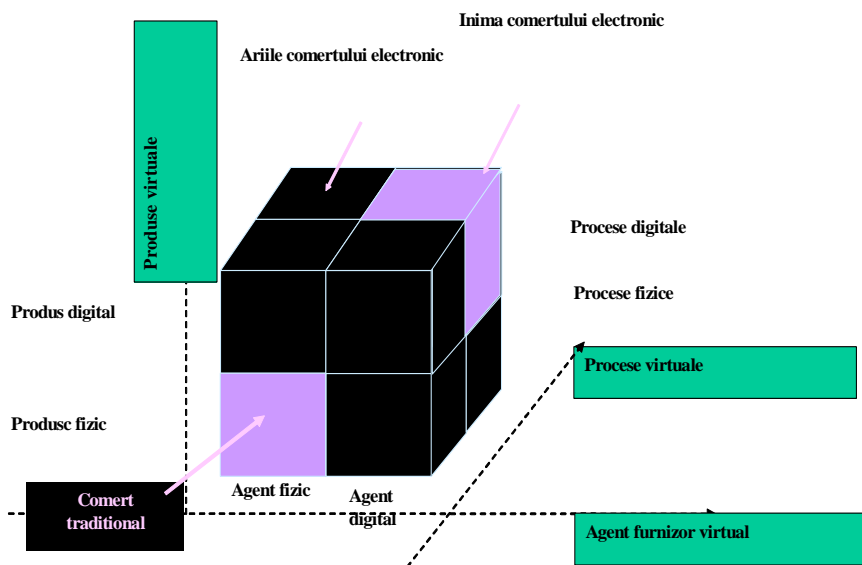 Inima comertului electronic
Ariile comertului electronic
Produse virtuale
Procese digitale
Procese fizice
Produs digital
Procese virtuale
Produsc fizic
Agent fizic
Agent
digital
Comert
traditional
Agent furnizor virtual